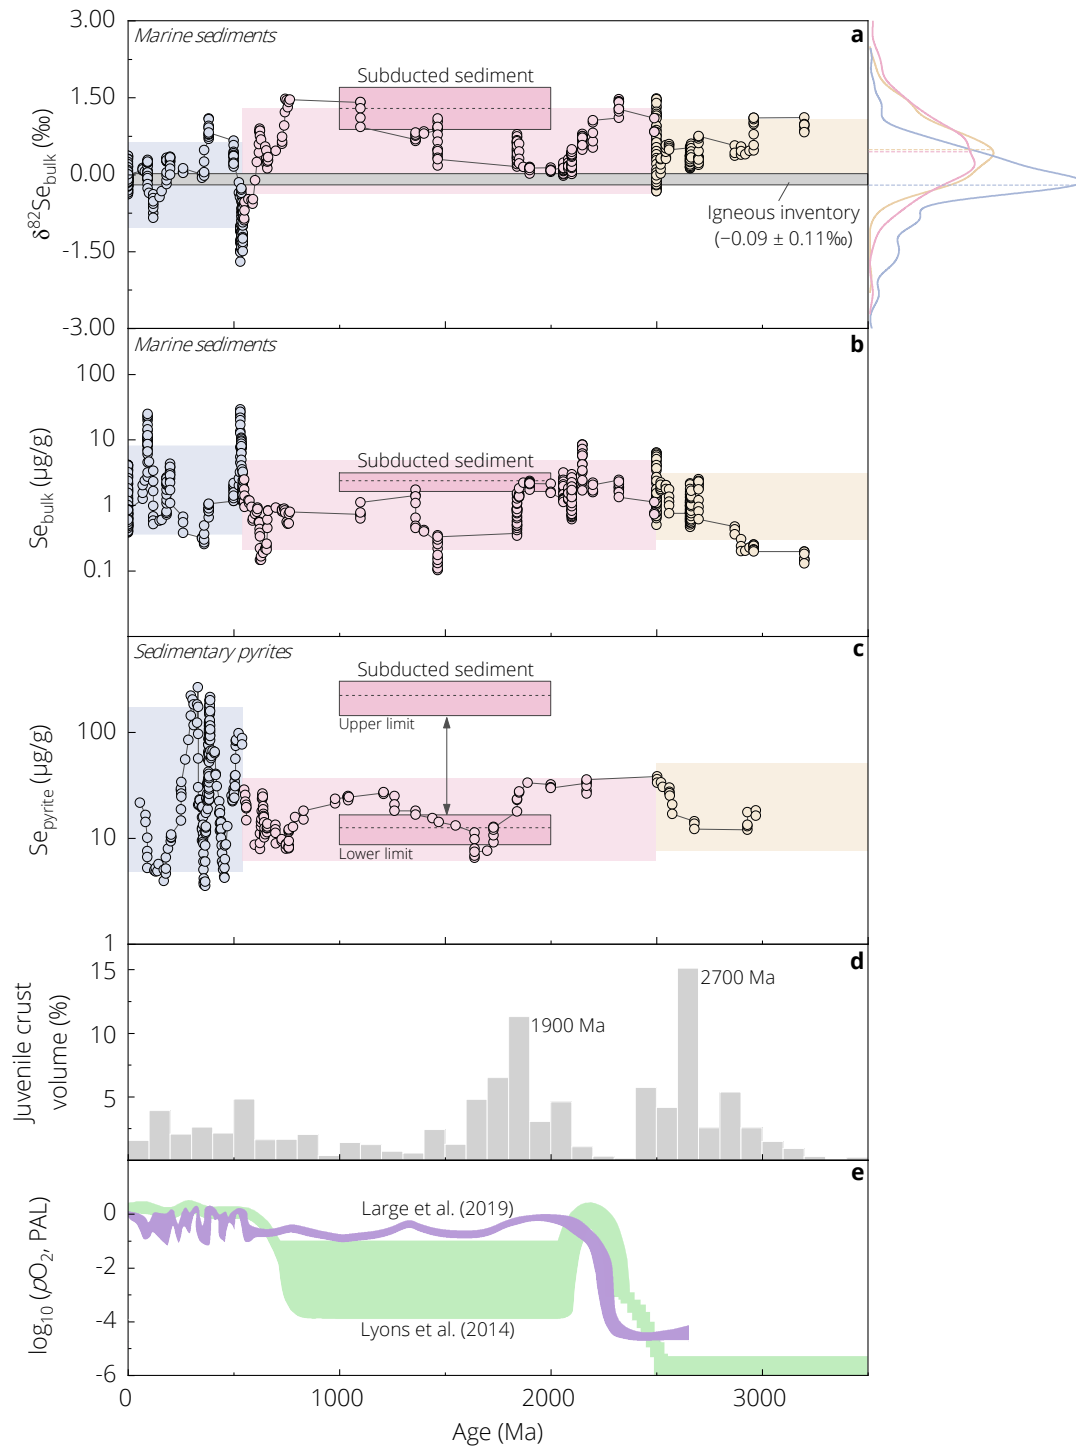 3.00
Marine sediments
a
Subducted sediment
1.50
0.00
-1.50
-3.00
δ⁸²Se_bulk (‰)
Igneous inventory
(−0.09 ± 0.11‰)
Marine sediments
b
100
10
1
0.1
Se_bulk (µg/g)
Subducted sediment
Sedimentary pyrites
c
Subducted sediment
Upper limit
100
10
1
Se_pyrite (µg/g)
Lower limit
d
15
10
5
Juvenile crust
volume (%)
2700 Ma
1900 Ma
e
0
-2
-4
-6
log₁₀ (pO₂, PAL)
Large et al. (2019)
Lyons et al. (2014)
0
1000
2000
3000
Age (Ma)